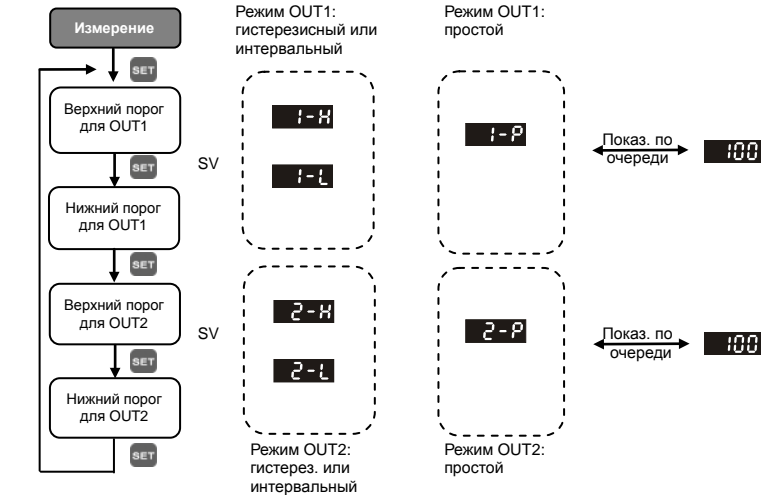 Измерение
SET
Верхний порог
для OUT1
SET
Нижний порог
для OUT1
SET
Верхний порог
для OUT2
SET
Нижний порог
для OUT2
SET
Режим OUT1:
гистерезисный или
интервальный
SV
1-H
1-L
Режим OUT1:
простой
1-P
Показ. по
очереди
100
SV
2-H
2-L
Режим OUT2:
гистерез. или
интервальный
2-P
Режим OUT2:
простой
Показ. по
очереди
100